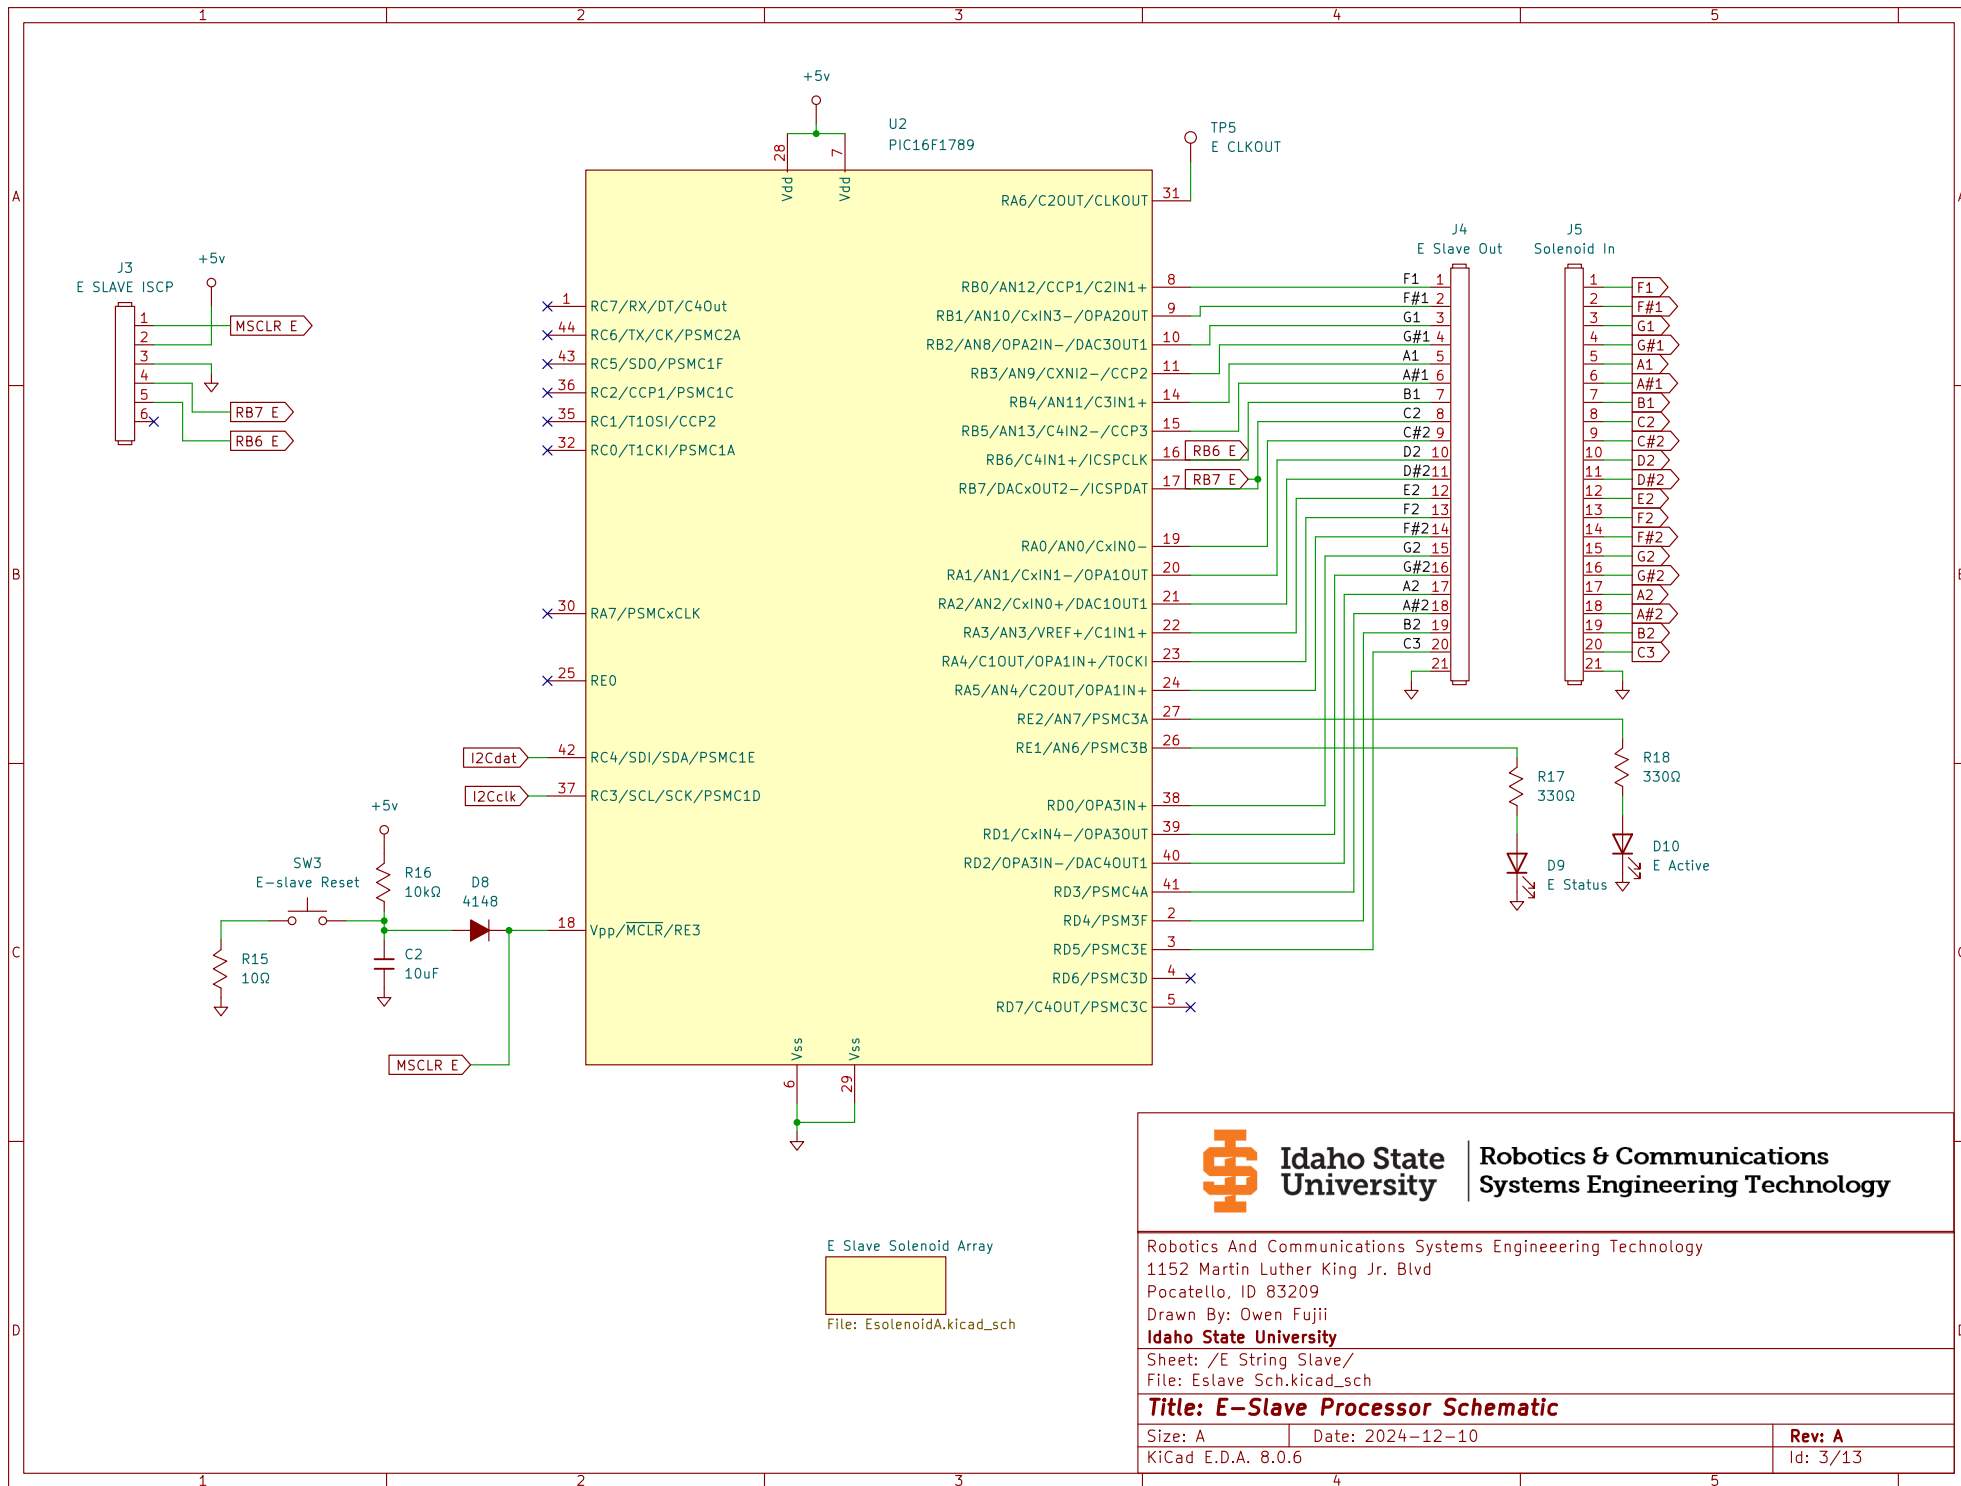 1 2 3 4 5
A
B
C
D
+5v
U2
PIC16F1789
28 Vdd
7 Vdd
TP5
E CLKOUT
J3
E SLAVE ISCP
+5v
1
2
3
4
5
6
MSCLR E
RB7 E
RB6 E
1 RC7/RX/DT/C4Out
44 RC6/TX/CK/PSMC2A
43 RC5/SDO/PSMC1F
36 RC2/CCP1/PSMC1C
35 RC1/T1OSI/CCP2
32 RC0/T1CKI/PSMC1A
30 RA7/PSMCxCLK
25 RE0
I2Cdat 42 RC4/SDI/SDA/PSMC1E
I2Cclk 37 RC3/SCL/SCK/PSMC1D
18 Vpp/MCLR/RE3
RA6/C2OUT/CLKOUT 31
RB0/AN12/CCP1/C2IN1+ 8
RB1/AN10/CxIN3-/OPA2OUT 9
RB2/AN8/OPA2IN-/DAC3OUT1 10
RB3/AN9/CXNI2-/CCP2 11
RB4/AN11/C3IN1+ 14
RB5/AN13/C4IN2-/CCP3 15
RB6/C4IN1+/ICSPCLK 16 RB6 E
RB7/DACxOUT2-/ICSPDAT 17 RB7 E
RA0/AN0/CxIN0- 19
RA1/AN1/CxIN1-/OPA1OUT 20
RA2/AN2/CxIN0+/DAC1OUT1 21
RA3/AN3/VREF+/C1IN1+ 22
RA4/C1OUT/OPA1IN+/T0CKI 23
RA5/AN4/C2OUT/OPA1IN+ 24
RE2/AN7/PSMC3A 27
RE1/AN6/PSMC3B 26
RD0/OPA3IN+ 38
RD1/CxIN4-/OPA3OUT 39
RD2/OPA3IN-/DAC4OUT1 40
RD3/PSMC4A 41
RD4/PSM3F 2
RD5/PSMC3E 3
RD6/PSMC3D 4
RD7/C4OUT/PSMC3C 5
Vss 6
Vss 29
J4
E Slave Out
F1 1
F#1 2
G1 3
G#1 4
A1 5
A#1 6
B1 7
C2 8
C#2 9
D2 10
D#2 11
E2 12
F2 13
F#2 14
G2 15
G#2 16
A2 17
A#2 18
B2 19
C3 20
21
J5
Solenoid In
1 F1
2 F#1
3 G1
4 G#1
5 A1
6 A#1
7 B1
8 C2
9 C#2
10 D2
11 D#2
12 E2
13 F2
14 F#2
15 G2
16 G#2
17 A2
18 A#2
19 B2
20 C3
21
R17
330Ω
R18
330Ω
D9
E Status
D10
E Active
+5v
SW3
E-slave Reset
R16
10kΩ
D8
4148
R15
10Ω
C2
10uF
MSCLR E
E Slave Solenoid Array
File: EsolenoidA.kicad_sch
Idaho State
University
Robotics & Communications
Systems Engineering Technology
Robotics And Communications Systems Engineeering Technology
1152 Martin Luther King Jr. Blvd
Pocatello, ID 83209
Drawn By: Owen Fujii
Idaho State University
Sheet: /E String Slave/
File: Eslave Sch.kicad_sch
Title: E-Slave Processor Schematic
Size: A Date: 2024-12-10 Rev: A
KiCad E.D.A. 8.0.6 Id: 3/13
1 2 3 4 5